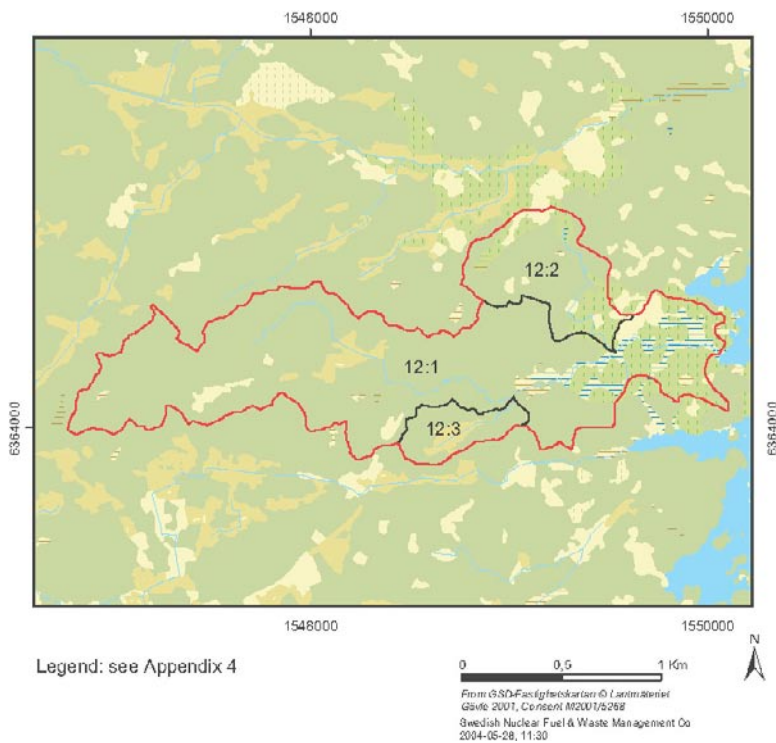 1548000
1550000
12:2
12:1
12:3
6364000
6364000
1548000
1550000
Legend: see Appendix 4
0
0,5
1 Km
N
From GSD-Fastighetskartan © Lantmäteriet
Gävle 2001, Consent M2001/5268
Swedish Nuclear Fuel & Waste Management Co
2004-05-28, 11:30